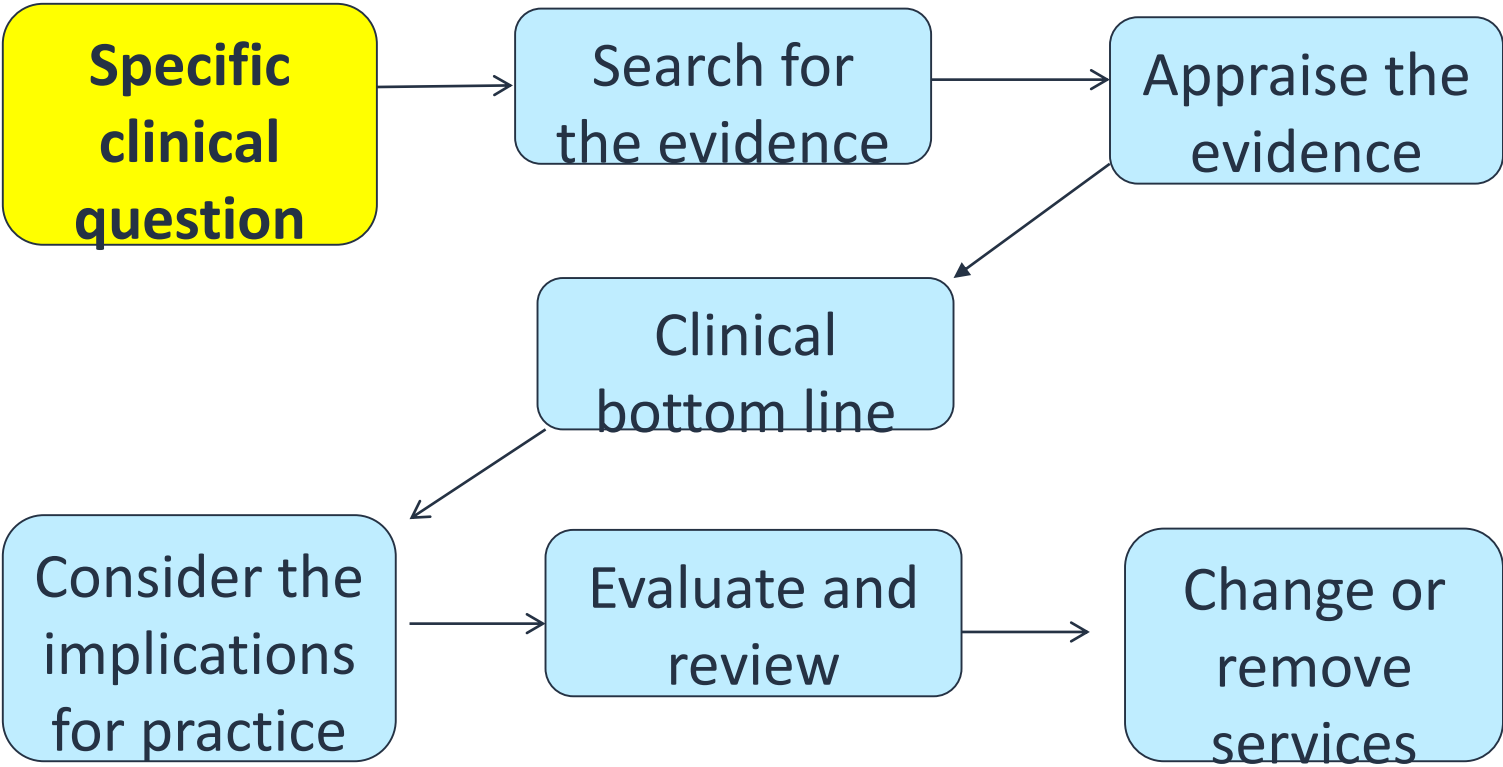 Specific
clinical
question
Search for
the evidence
Appraise the
evidence
Clinical
bottom line
Consider the
implications
for practice
Evaluate and
review
Change or
remove
services